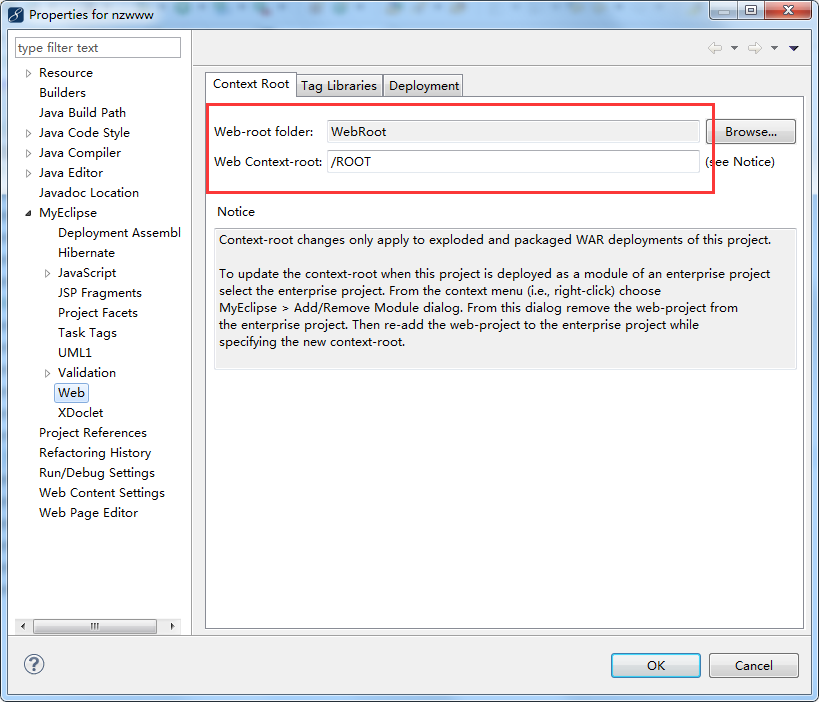 Properties for nzwww
type filter text
Resource
Builders
Java Build Path
Java Code Style
Java Compiler
Java Editor
Javadoc Location
MyEclipse
Deployment Assembl
Hibernate
JavaScript
JSP Fragments
Project Facets
Task Tags
UML1
Validation
Web
XDoclet
Project References
Refactoring History
Run/Debug Settings
Web Content Settings
Web Page Editor
Context Root
Tag Libraries
Deployment
Web-root folder: WebRoot Browse...
Web Context-root: /ROOT (see Notice)
Notice
Context-root changes only apply to exploded and packaged WAR deployments of this project.
To update the context-root when this project is deployed as a module of an enterprise project
select the enterprise project. From the context menu (i.e., right-click) choose
MyEclipse > Add/Remove Module dialog. From this dialog remove the web-project from
the enterprise project. Then re-add the web-project to the enterprise project while
specifying the new context-root.
OK
Cancel